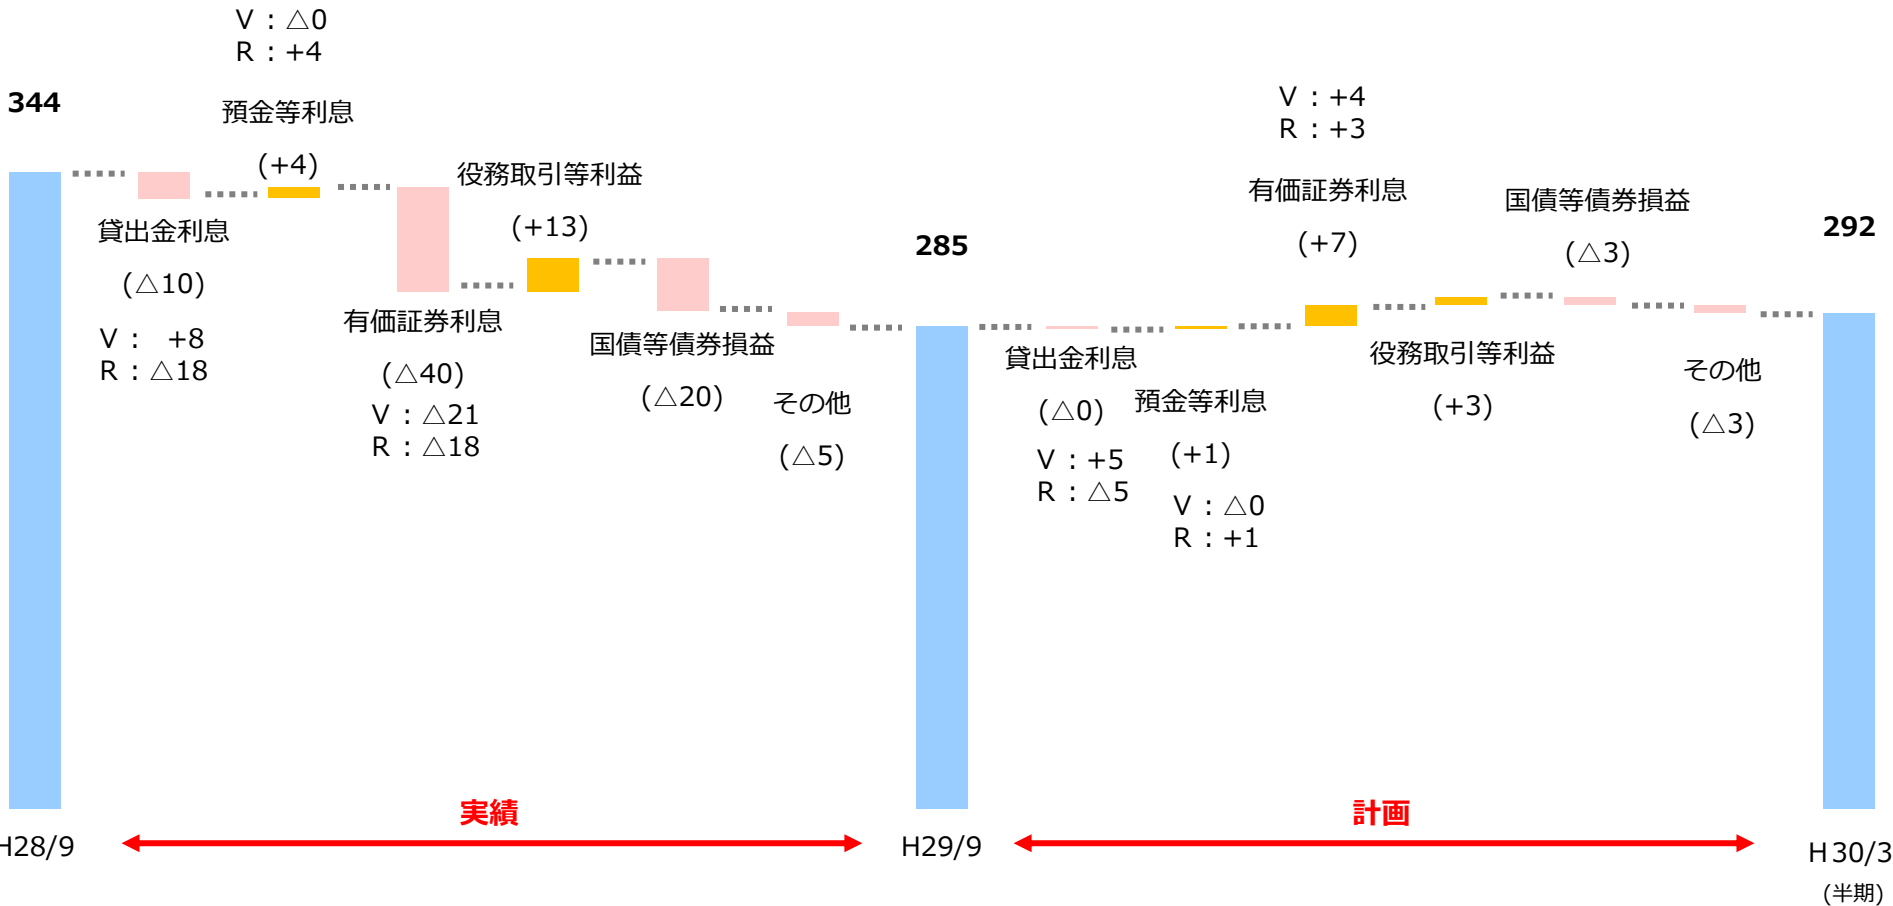 344
貸出金利息
(△10)
V： +8
R：△18
V：△0
R：+4
預金等利息
(+4)
有価証券利息
(△40)
V：△21
R：△18
役務取引等利益
(+13)
国債等債券損益
(△20)
その他
(△5)
285
貸出金利息
(△0)
V：+5
R：△5
預金等利息
(+1)
V：△0
R：+1
V：+4
R：+3
有価証券利息
(+7)
役務取引等利益
(+3)
国債等債券損益
(△3)
その他
(△3)
292
実績
計画
H28/9
H29/9
H30/3
(半期)